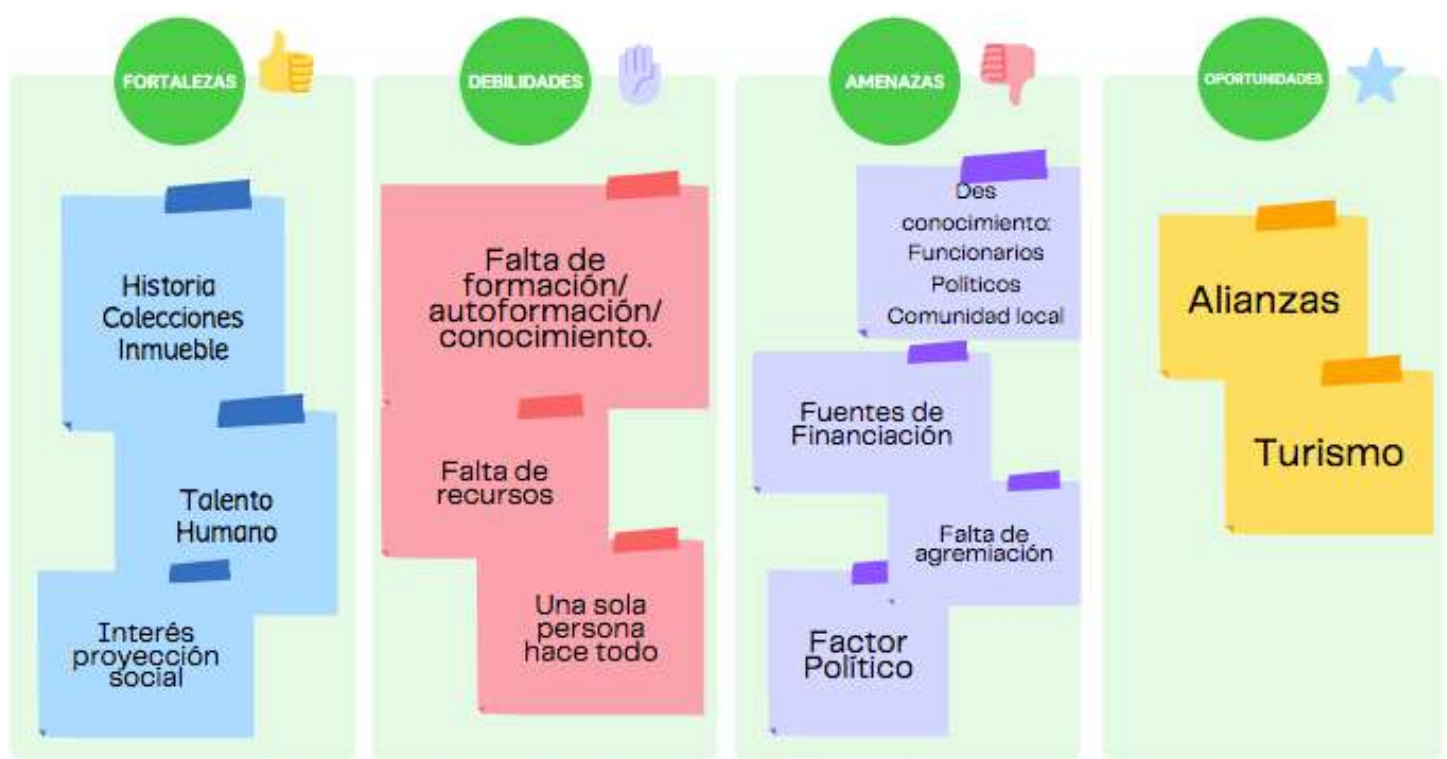 FORTALEZAS
Historia
Colecciones
Inmueble
Talento
Humano
Interés
proyección
social
DEBILIDADES
Falta de
formación/
autoformación/
conocimiento.
Falta de
recursos
Una sola
persona
hace todo
AMENAZAS
Des
conocimiento:
Funcionarios
Políticos
Comunidad local
Fuentes de
Financiación
Falta de
agremiación
Factor
Político
OPORTUNIDADES
Alianzas
Turismo